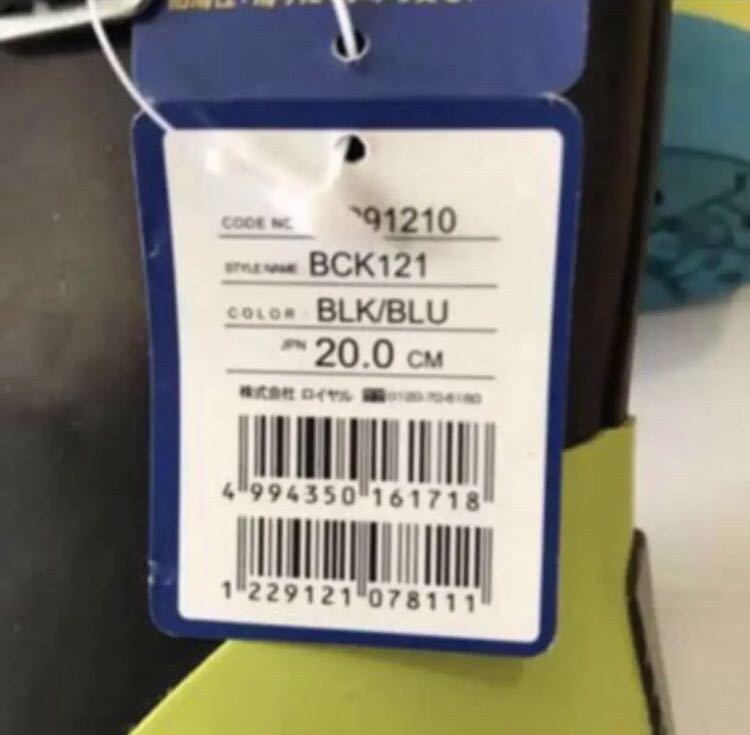 CODE NO 91210
STYLE NAME BCK121
COLOR BLK/BLU
JPN 20.0 CM
株式会社 ロイヤル 0120-70-6160
4 994350 161718
1 229121 078111